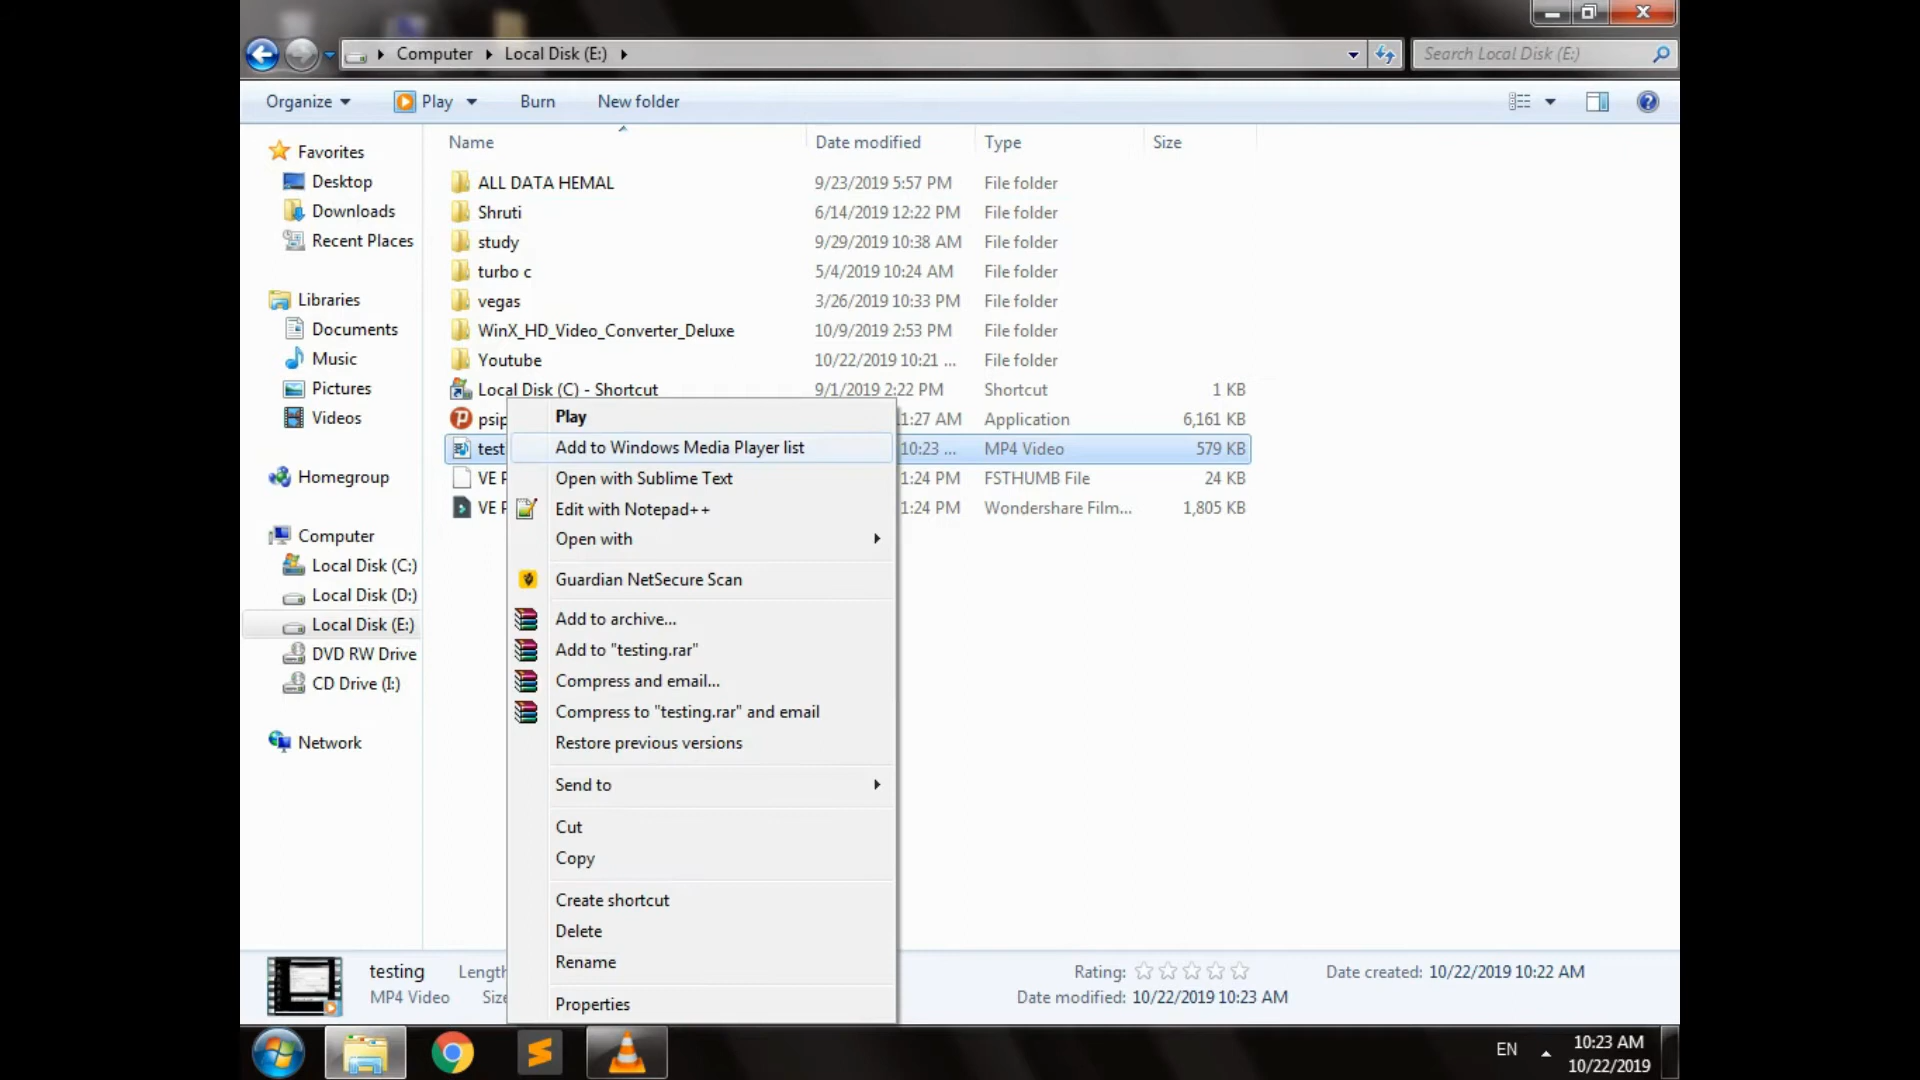 Computer Local Disk (E:) Search Local Disk (E:)
Organize Play Burn New folder
Name Date modified Type Size
Favorites
Desktop
Downloads
Recent Places
Libraries
Documents
Music
Pictures
Videos
Homegroup
Computer
Local Disk (C:)
Local Disk (D:)
Local Disk (E:)
DVD RW Drive
CD Drive (I:)
Network
ALL DATA HEMAL 9/23/2019 5:57 PM File folder
Shruti 6/14/2019 12:22 PM File folder
study 9/29/2019 10:38 AM File folder
turbo c 5/4/2019 10:24 AM File folder
vegas 3/26/2019 10:33 PM File folder
WinX_HD_Video_Converter_Deluxe 10/9/2019 2:53 PM File folder
Youtube 10/22/2019 10:21 ... File folder
Local Disk (C) - Shortcut 9/1/2019 2:22 PM Shortcut 1 KB
psip 11:27 AM Application 6,161 KB
test 10:23 ... MP4 Video 579 KB
VE 1:24 PM FSTHUMB File 24 KB
VE 1:24 PM Wondershare Film... 1,805 KB
Play
Add to Windows Media Player list
Open with Sublime Text
Edit with Notepad++
Open with
Guardian NetSecure Scan
Add to archive...
Add to "testing.rar"
Compress and email...
Compress to "testing.rar" and email
Restore previous versions
Send to
Cut
Copy
Create shortcut
Delete
Rename
Properties
testing Length Rating: Date created: 10/22/2019 10:22 AM
MP4 Video Size Date modified: 10/22/2019 10:23 AM
EN 10:23 AM
10/22/2019